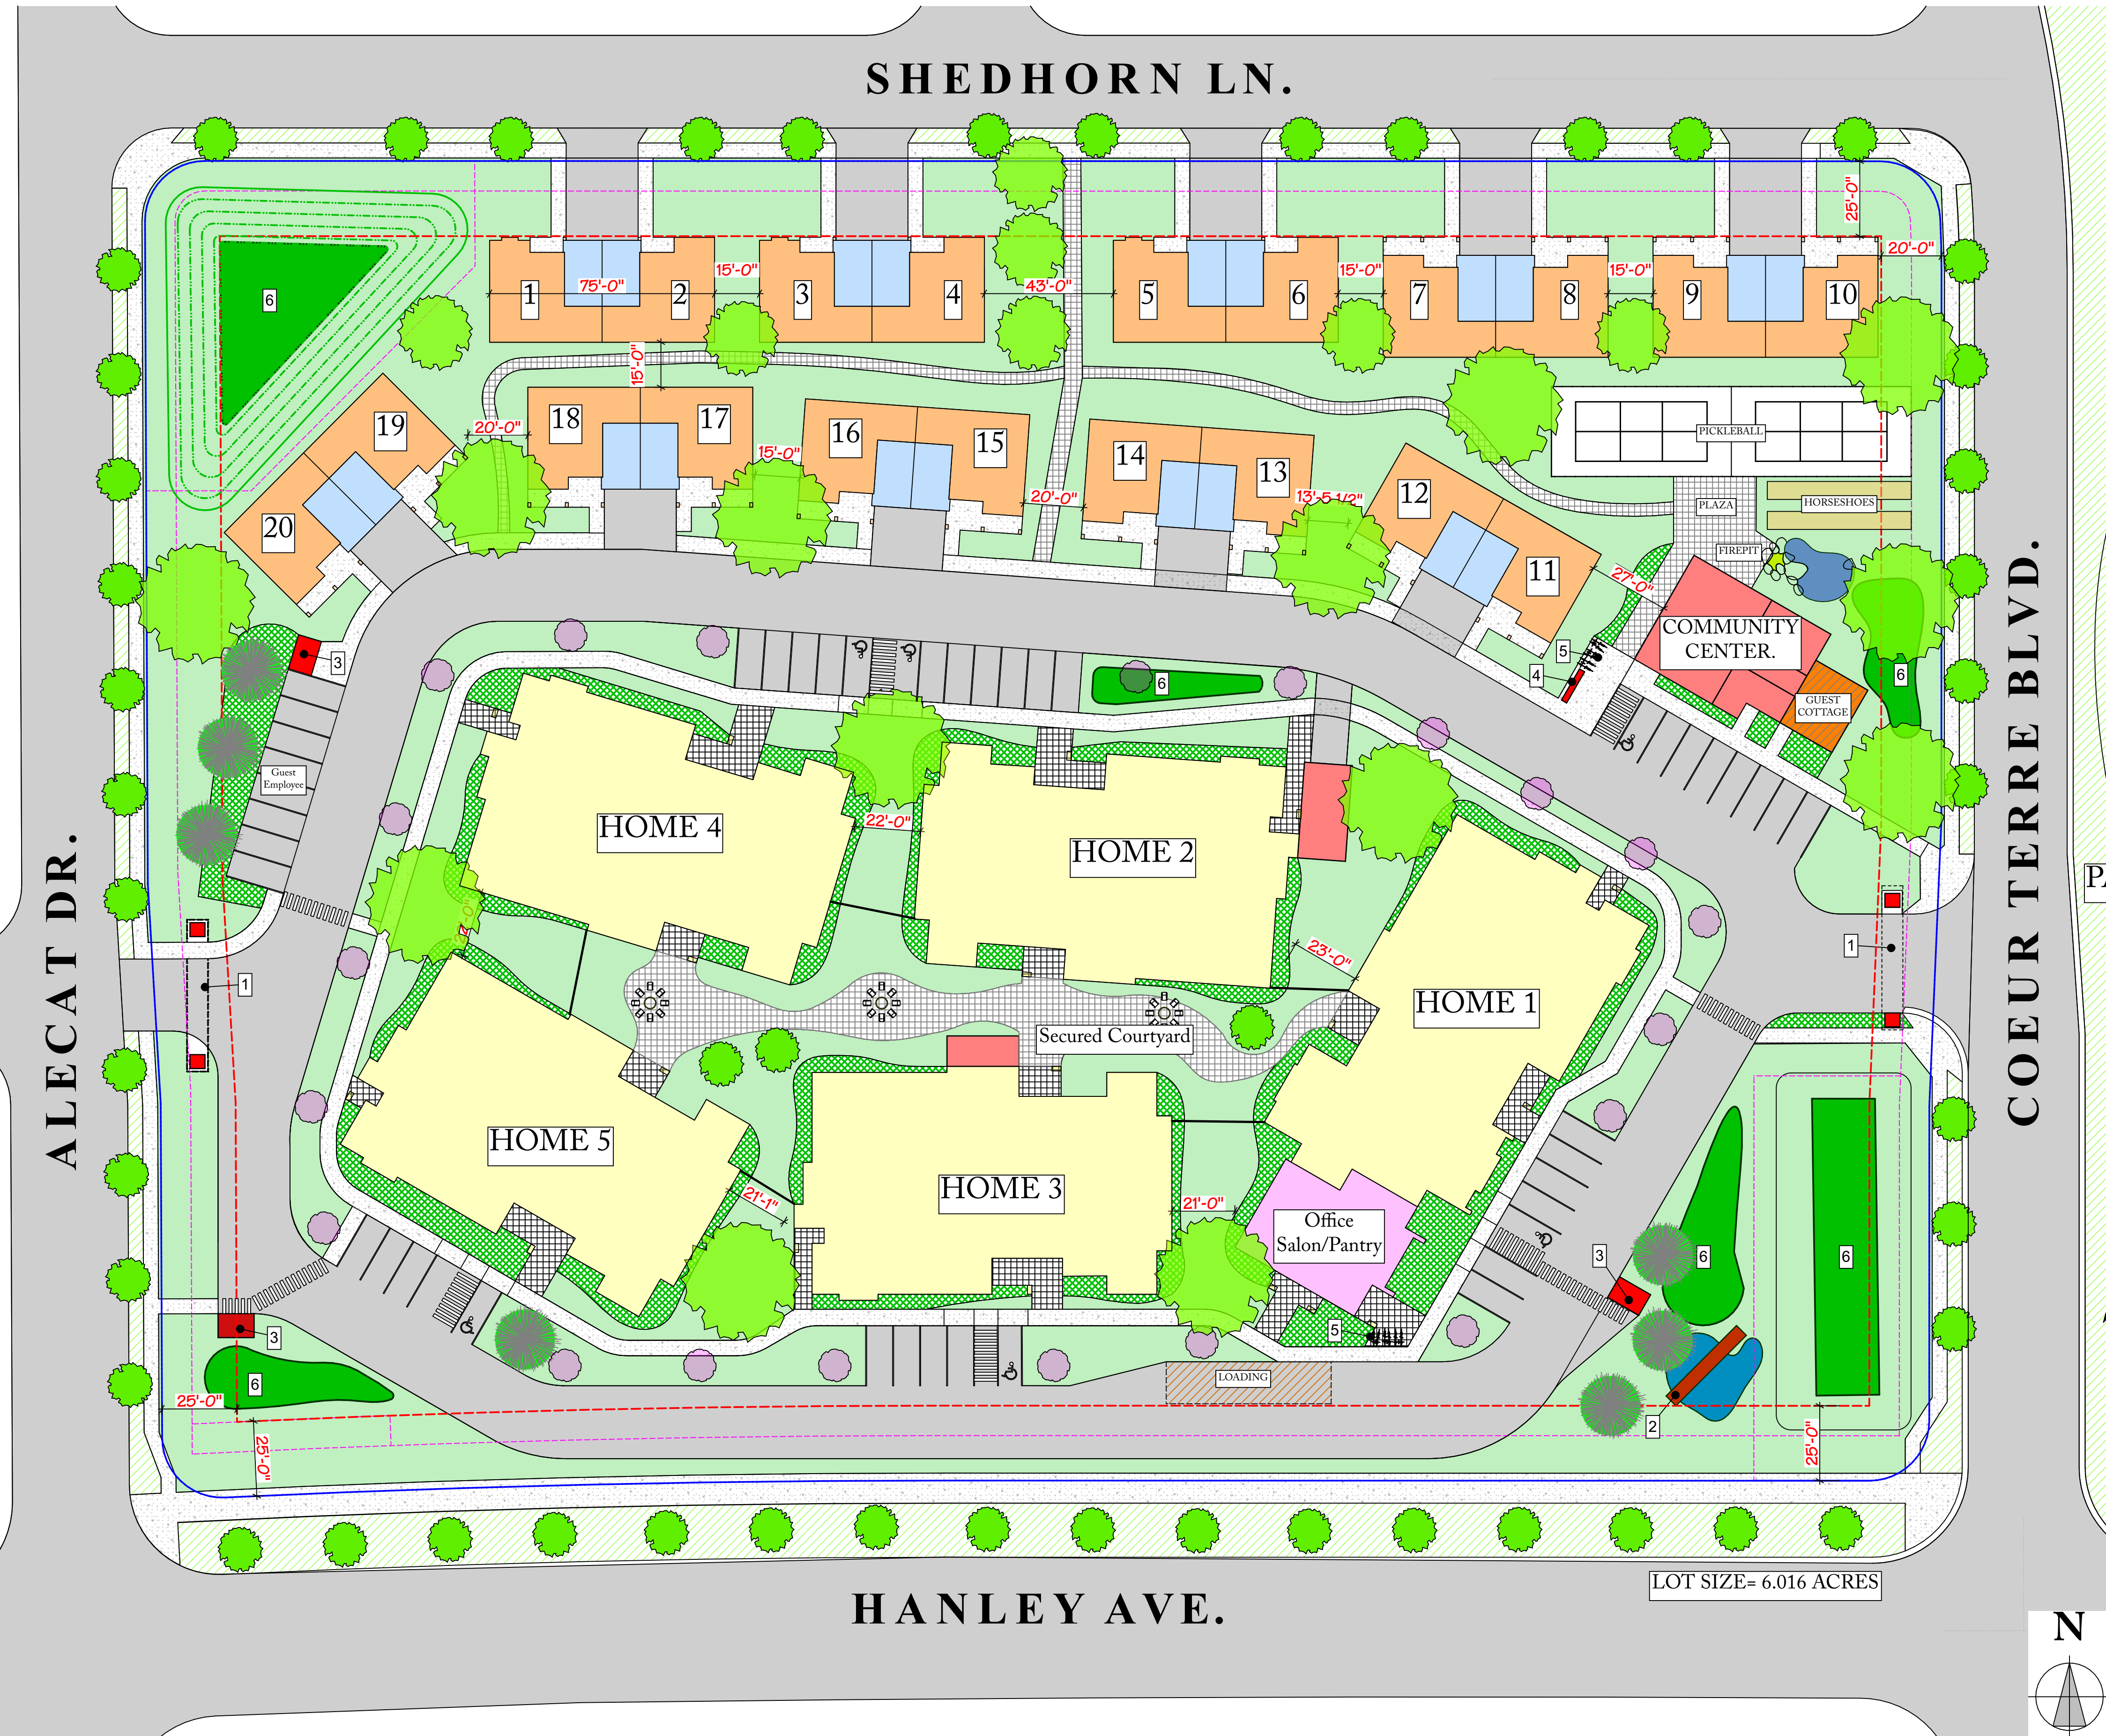 SHEDHORN LN.
25'-0"
20'-0"
6
1
75'-0"
2
15'-0"
3
4
43'-0"
5
6
15'-0"
7
8
15'-0"
9
10
15'-0"
19
20'-0"
18
17
15'-0"
16
15
20'-0"
14
13
13'-5 1/2"
12
11
20
PICKLEBALL
PLAZA
HORSESHOES
FIREPIT
27'-0"
COMMUNITY
CENTER.
GUEST
COTTAGE
6
5
4
3
6
Guest
Employee
HOME 4
22'-0"
HOME 2
HOME 1
23'-0"
1
1
Secured Courtyard
HOME 5
HOME 3
21'-1"
21'-0"
Office
Salon/Pantry
5
3
6
6
3
6
2
LOADING
25'-0"
25'-0"
25'-0"
ALECAT DR.
COEUR TERRE BLVD.
HANLEY AVE.
LOT SIZE= 6.016 ACRES
N